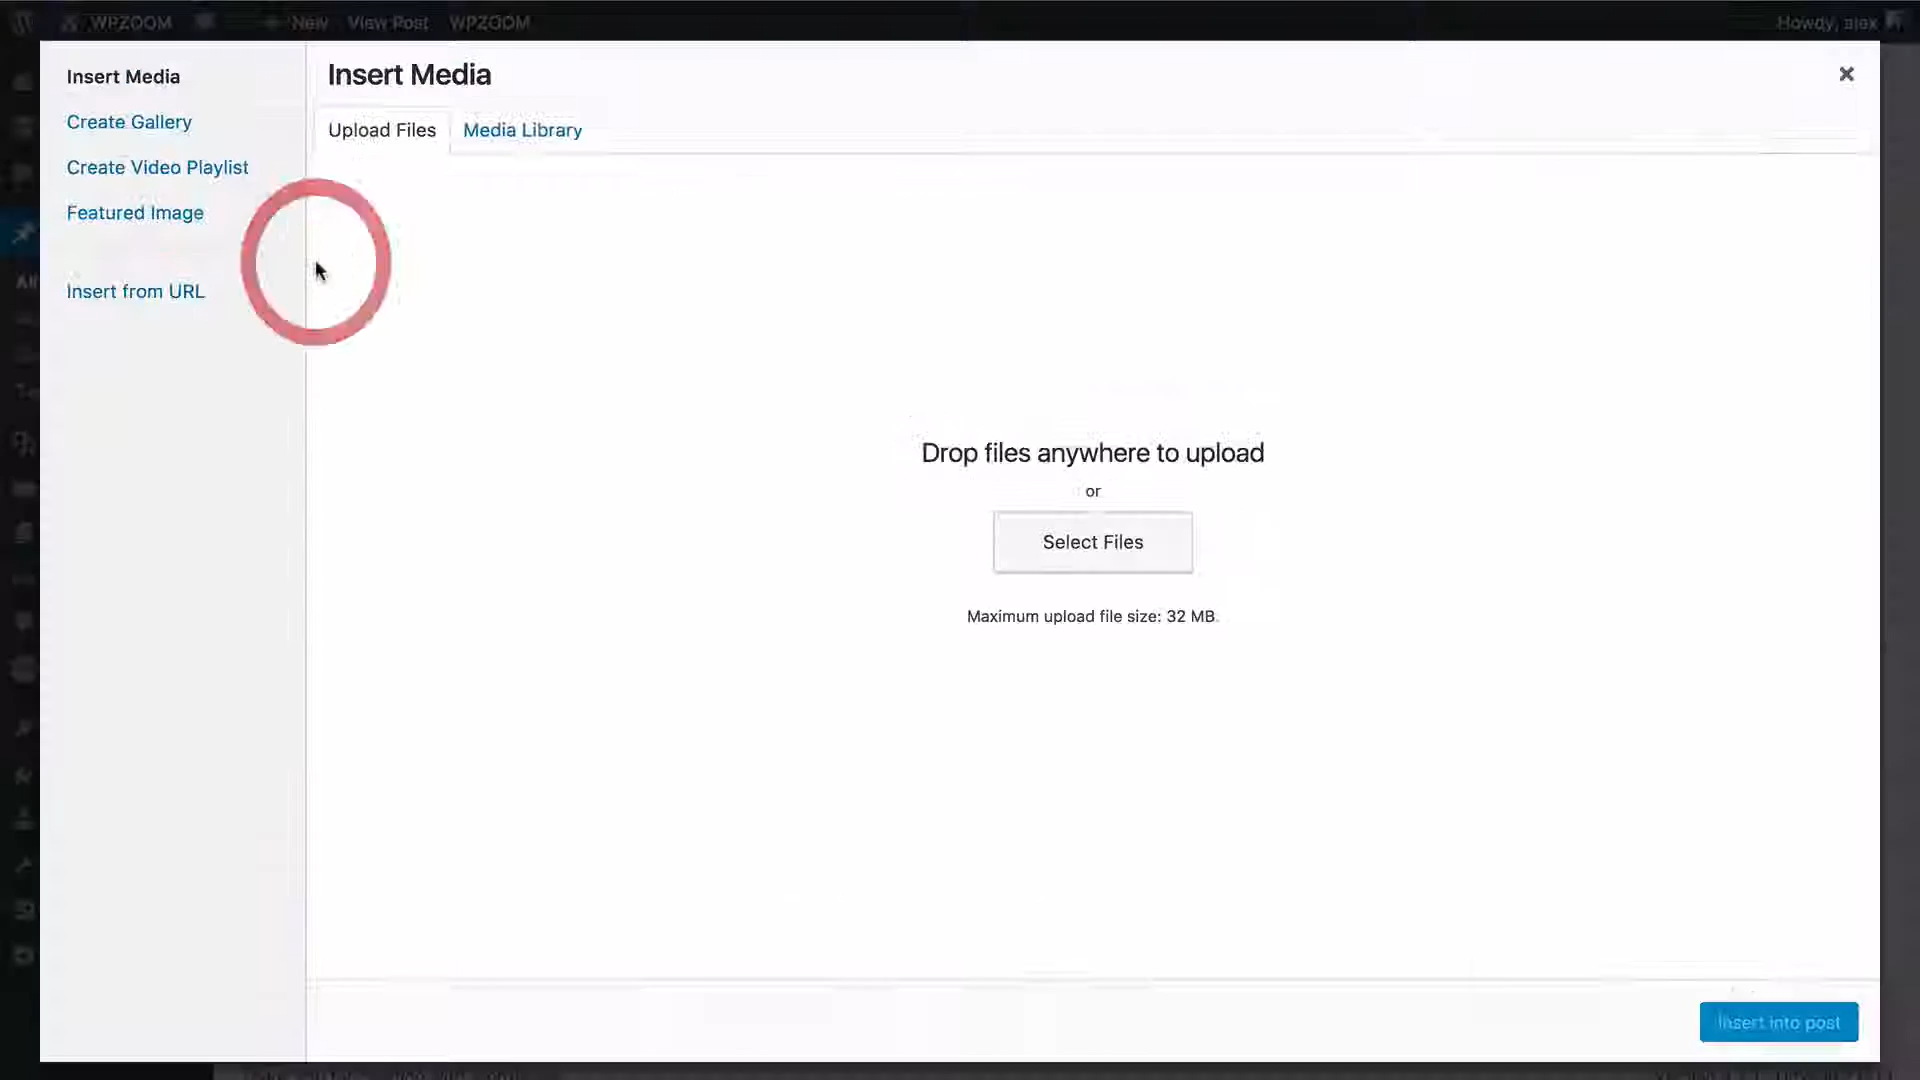 WPZOOM
New
View Post
WPZOOM
Howdy, alex
Insert Media
Create Gallery
Create Video Playlist
Featured Image
Insert from URL
Insert Media
Upload Files
Media Library
Drop files anywhere to upload
or
Select Files
Maximum upload file size: 32 MB.
Insert into post